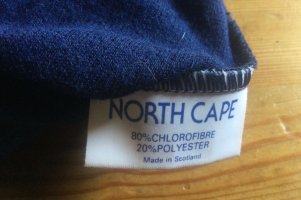 NORTH CAPE
80%CHLOROFIBRE
20%POLYESTER
Made in Scotland